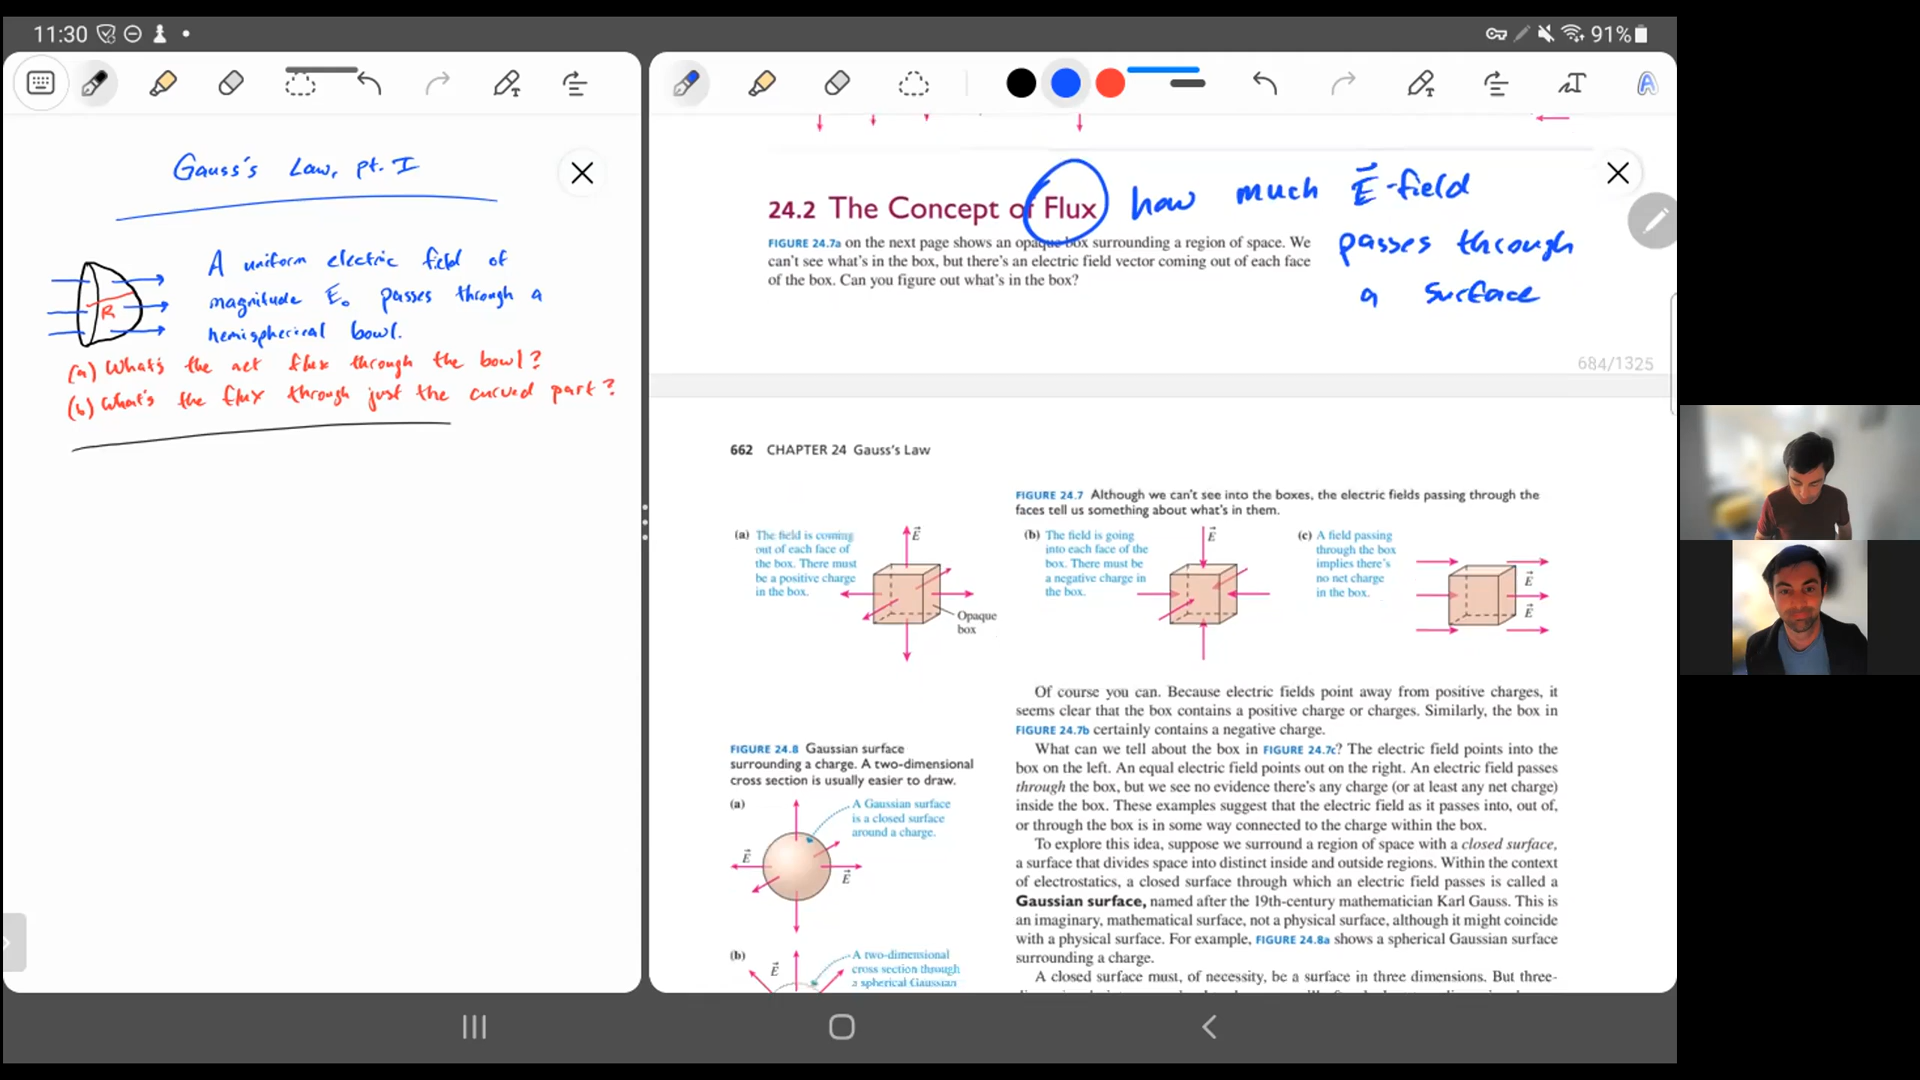 11:30
91%
Gauss's Law, pt. I
A uniform electric field of
magnitude E₀ passes through a
hemispherical bowl.
R
(a) What's the net flux through the bowl?
(b) What's the flux through just the curved part?
24.2 The Concept of Flux
how much E⃗-field
passes through
a surface
FIGURE 24.7a on the next page shows an opaque box surrounding a region of space. We
can't see what's in the box, but there's an electric field vector coming out of each face
of the box. Can you figure out what's in the box?
684/1325
662 CHAPTER 24 Gauss's Law
FIGURE 24.7 Although we can't see into the boxes, the electric fields passing through the
faces tell us something about what's in them.
(a) The field is coming
out of each face of
the box. There must
be a positive charge
in the box.
E⃗
Opaque
box
(b) The field is going
into each face of the
box. There must be
a negative charge in
the box.
E⃗
(c) A field passing
through the box
implies there's
no net charge
in the box.
E⃗
E⃗
Of course you can. Because electric fields point away from positive charges, it
seems clear that the box contains a positive charge or charges. Similarly, the box in
FIGURE 24.7b certainly contains a negative charge.
What can we tell about the box in FIGURE 24.7c? The electric field points into the
box on the left. An equal electric field points out on the right. An electric field passes
through the box, but we see no evidence there's any charge (or at least any net charge)
inside the box. These examples suggest that the electric field as it passes into, out of,
or through the box is in some way connected to the charge within the box.
To explore this idea, suppose we surround a region of space with a closed surface,
a surface that divides space into distinct inside and outside regions. Within the context
of electrostatics, a closed surface through which an electric field passes is called a
Gaussian surface, named after the 19th-century mathematician Karl Gauss. This is
an imaginary, mathematical surface, not a physical surface, although it might coincide
with a physical surface. For example, FIGURE 24.8a shows a spherical Gaussian surface
surrounding a charge.
A closed surface must, of necessity, be a surface in three dimensions. But three-
FIGURE 24.8 Gaussian surface
surrounding a charge. A two-dimensional
cross section is usually easier to draw.
(a)
A Gaussian surface
is a closed surface
around a charge.
E⃗
E⃗
(b)
A two-dimensional
cross section through
a spherical Gaussian
E⃗